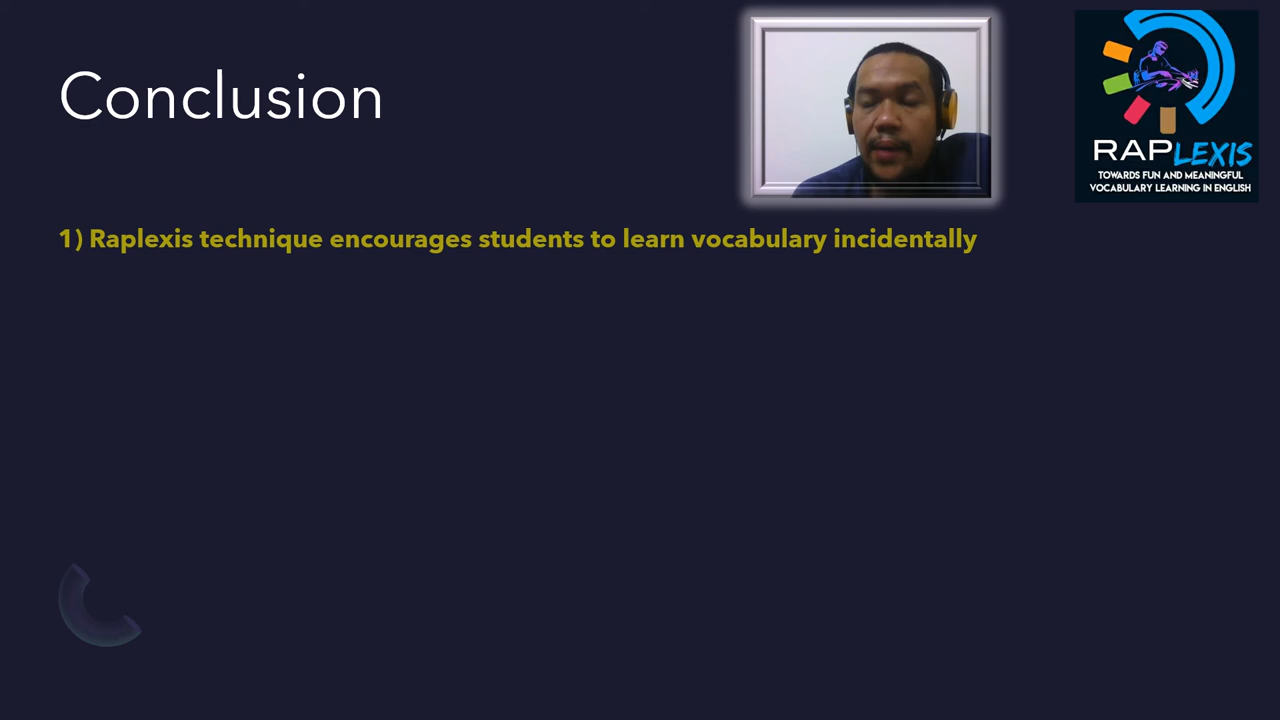 Conclusion
RAPLEXIS
TOWARDS FUN AND MEANINGFUL
VOCABULARY LEARNING IN ENGLISH
1) Raplexis technique encourages students to learn vocabulary incidentally